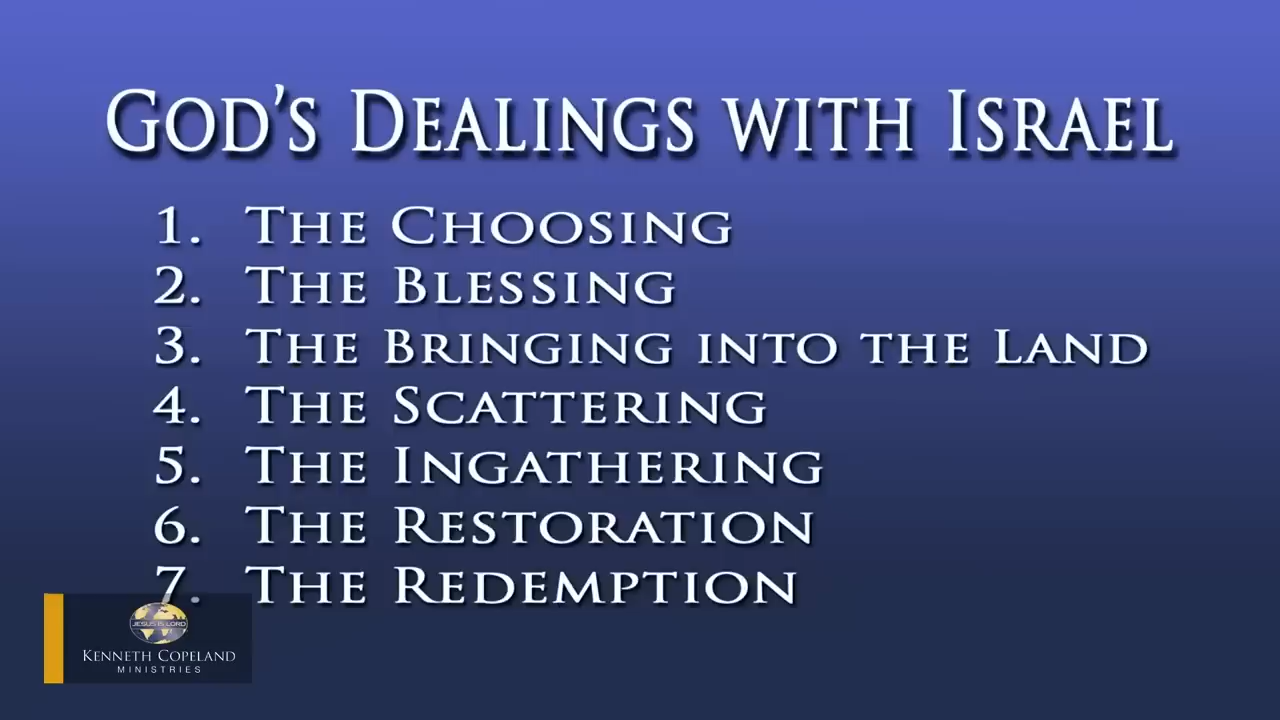 God's Dealings with Israel
1. The Choosing
2. The Blessing
3. The Bringing into the Land
4. The Scattering
5. The Ingathering
6. The Restoration
7. The Redemption
JESUS IS LORD
Kenneth Copeland
MINISTRIES